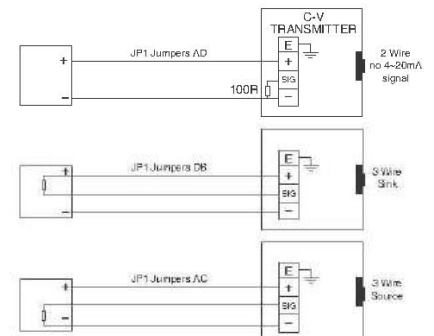 C-V
TRANSMITTER
JP1 Jumpers AD
E
+
+
SIG
100R
−
−
2 Wire
no 4~20mA
signal
JP1 Jumpers DB
E
+
+
SIG
−
−
3 Wire
Sink
JP1 Jumpers AC
E
+
+
SIG
−
−
3 Wire
Source